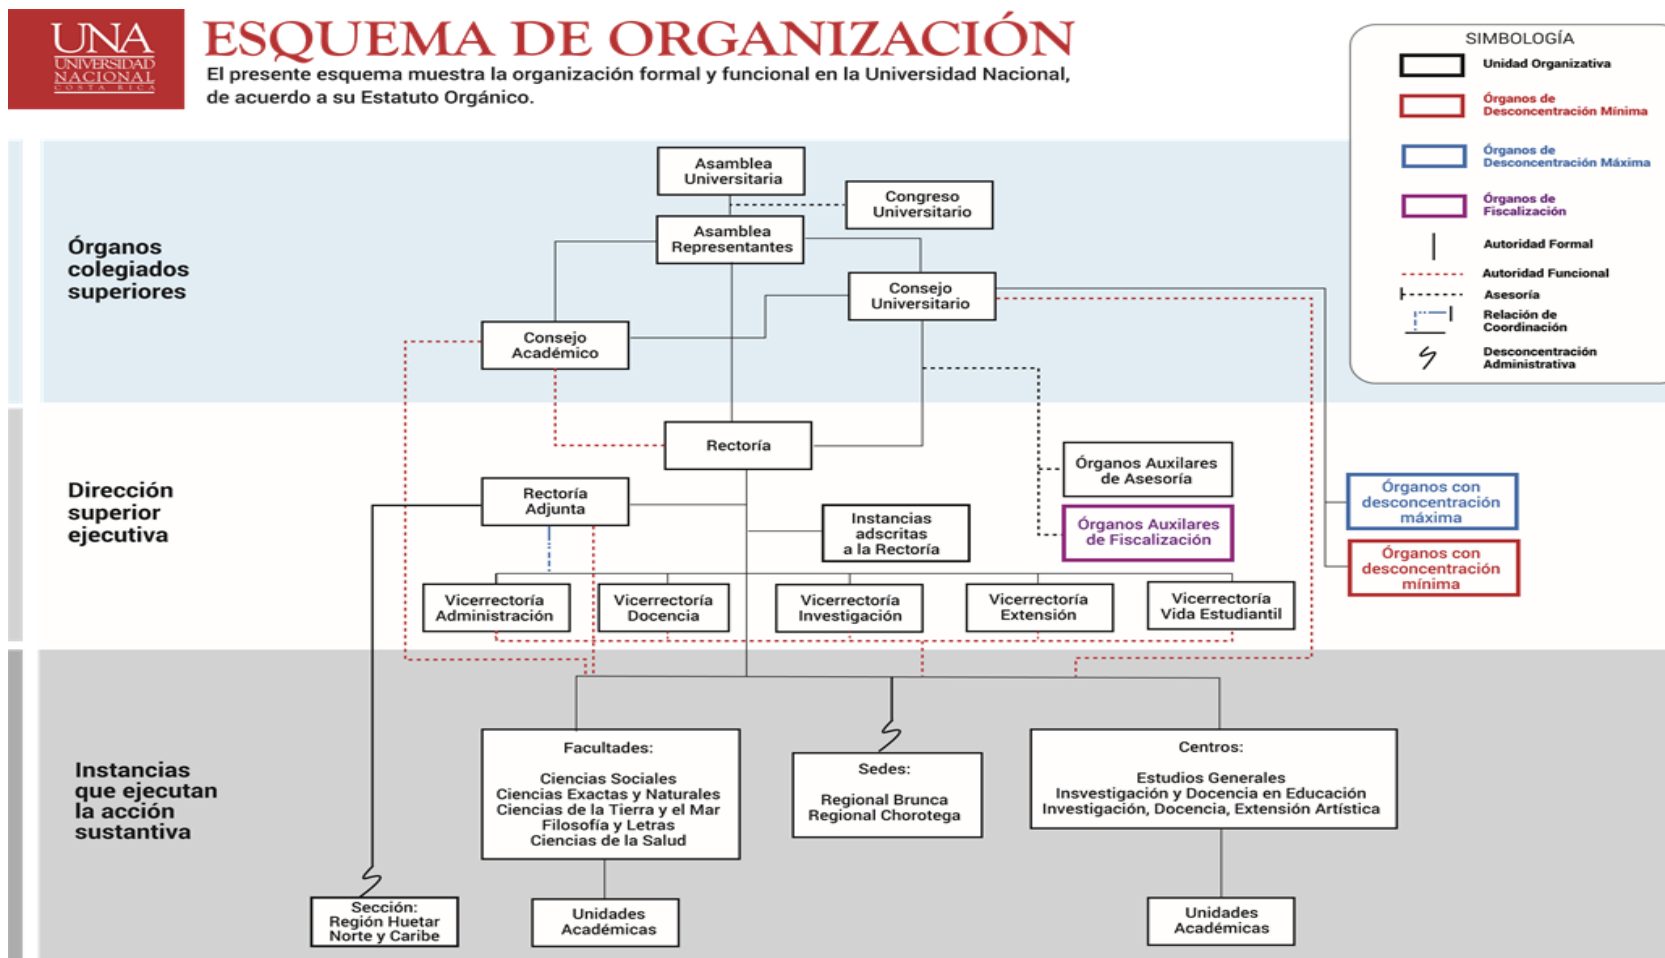 UNA
UNIVERSIDAD
NACIONAL
COSTA RICA
ESQUEMA DE ORGANIZACIÓN
El presente esquema muestra la organización formal y funcional en la Universidad Nacional,
de acuerdo a su Estatuto Orgánico.
SIMBOLOGÍA
Unidad Organizativa
Órganos de
Desconcentración Mínima
Órganos de
Desconcentración Máxima
Órganos de
Fiscalización
Autoridad Formal
Autoridad Funcional
Asesoría
Relación de
Coordinación
Desconcentración
Administrativa
Órganos
colegiados
superiores
Asamblea
Universitaria
Congreso
Universitario
Asamblea
Representantes
Consejo
Universitario
Consejo
Académico
Dirección
superior
ejecutiva
Rectoría
Rectoría
Adjunta
Instancias
adscritas
a la Rectoría
Órganos Auxilares
de Asesoría
Órganos Auxilares
de Fiscalización
Órganos con
desconcentración
máxima
Órganos con
desconcentración
mínima
Vicerrectoría
Administración
Vicerrectoría
Docencia
Vicerrectoría
Investigación
Vicerrectoría
Extensión
Vicerrectoría
Vida Estudiantil
Instancias
que ejecutan
la acción
sustantiva
Facultades:
Ciencias Sociales
Ciencias Exactas y Naturales
Ciencias de la Tierra y el Mar
Filosofía y Letras
Ciencias de la Salud
Sedes:
Regional Brunca
Regional Chorotega
Centros:
Estudios Generales
Insvestigación y Docencia en Educación
Investigación, Docencia, Extensión Artística
Sección:
Región Huetar
Norte y Caribe
Unidades
Académicas
Unidades
Académicas